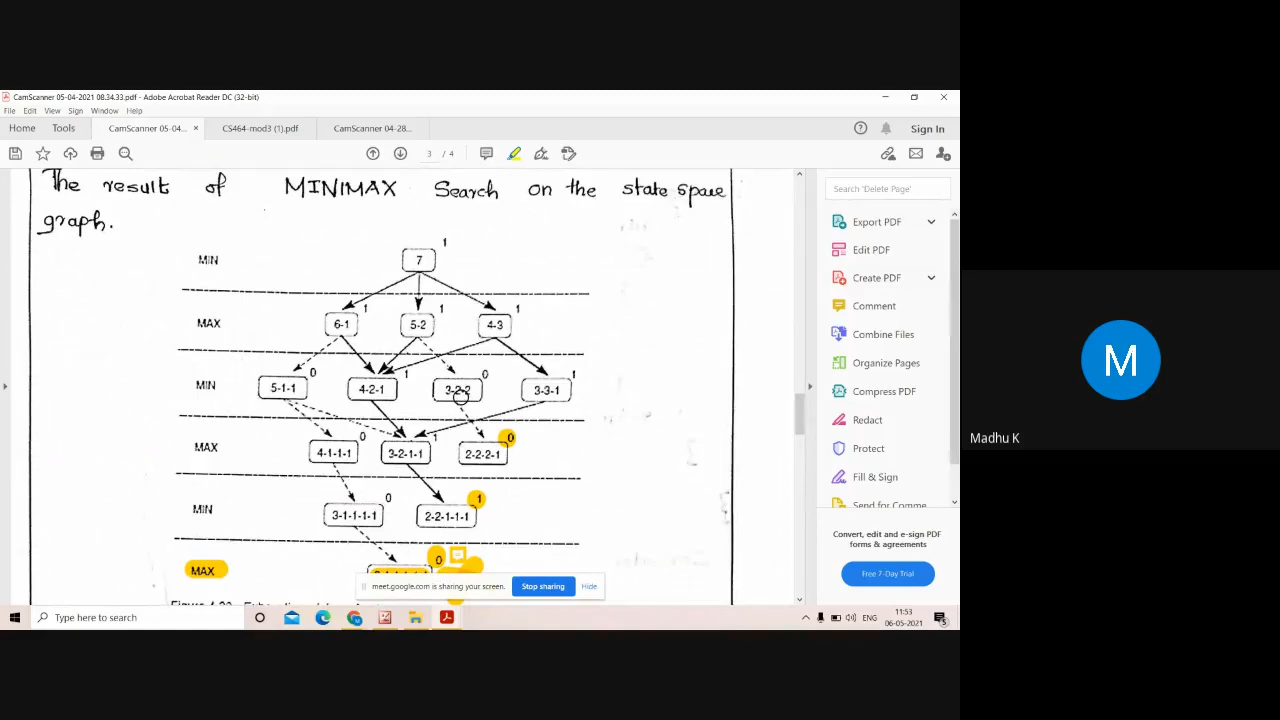 CamScanner 05-04-2021 08.34.33.pdf - Adobe Acrobat Reader DC (32-bit)
File Edit View Sign Window Help
Home Tools CamScanner 05-04... × CS464-mod3 (1).pdf CamScanner 04-28... Sign In
3 / 4
The result of MINIMAX Search on the state space
graph.
Search 'Delete Page'
Export PDF
Edit PDF
Create PDF
Comment
Combine Files
Organize Pages
Compress PDF
Redact
Protect
Fill & Sign
Send for Comme
Convert, edit and e-sign PDF
forms & agreements
Free 7-Day Trial
MIN 7 1
MAX 6-1 1 5-2 1 4-3 1
MIN 5-1-1 0 4-2-1 1 3-2-2 0 3-3-1 1
MAX 4-1-1-1 0 3-2-1-1 1 2-2-2-1 0
MIN 3-1-1-1-1 0 2-2-1-1-1 1
MAX 0
meet.google.com is sharing your screen. Stop sharing Hide
Type here to search
ENG 11:53
06-05-2021 5
M
Madhu K